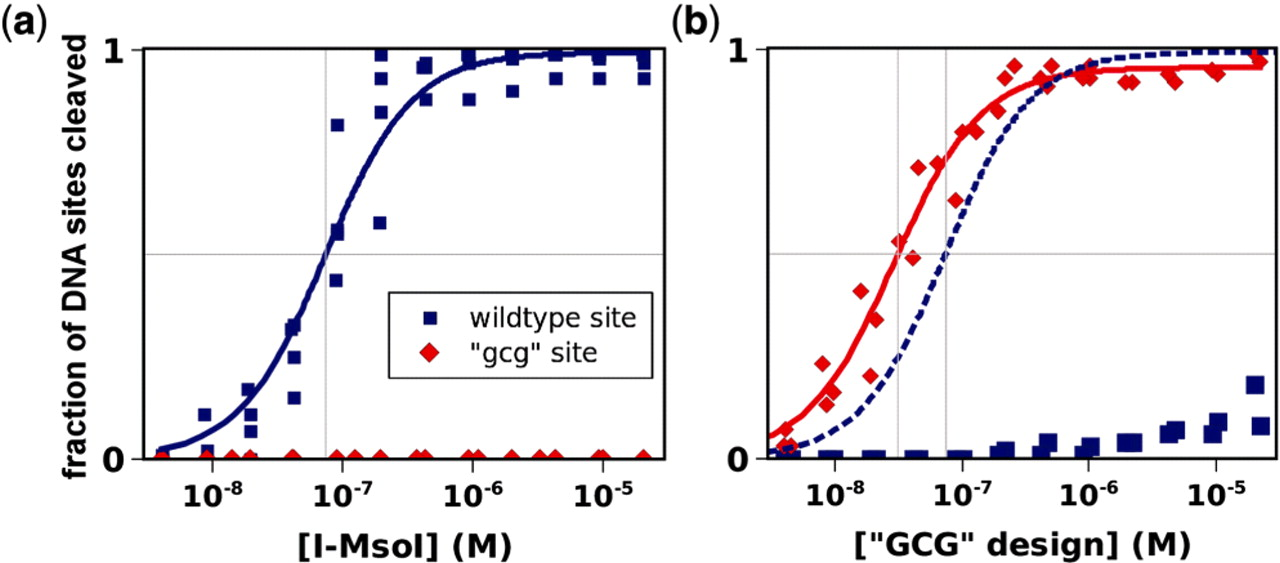 (a)
fraction of DNA sites cleaved
1
0
wildtype site
"gcg" site
10-8 10-7 10-6 10-5
[I-MsoI] (M)
(b)
1
0
10-8 10-7 10-6 10-5
["GCG" design] (M)